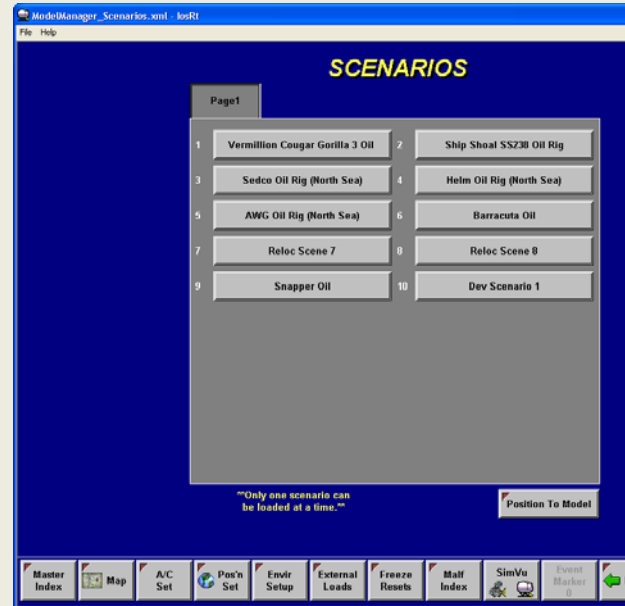 ModelManager_Scenarios.xml - IosRt
File Help
SCENARIOS
Page1
1 Vermillion Cougar Gorilla 3 Oil 2 Ship Shoal SS238 Oil Rig
3 Sedco Oil Rig (North Sea) 4 Helm Oil Rig (North Sea)
5 AWG Oil Rig (North Sea) 6 Barracuta Oil
7 Reloc Scene 7 8 Reloc Scene 8
9 Snapper Oil 10 Dev Scenario 1
"Only one scenario can
be loaded at a time."
Position To Model
Master
Index
Map
A/C
Set
Pos'n
Set
Envir
Setup
External
Loads
Freeze
Resets
Malf
Index
SimVu
Event
Marker
0